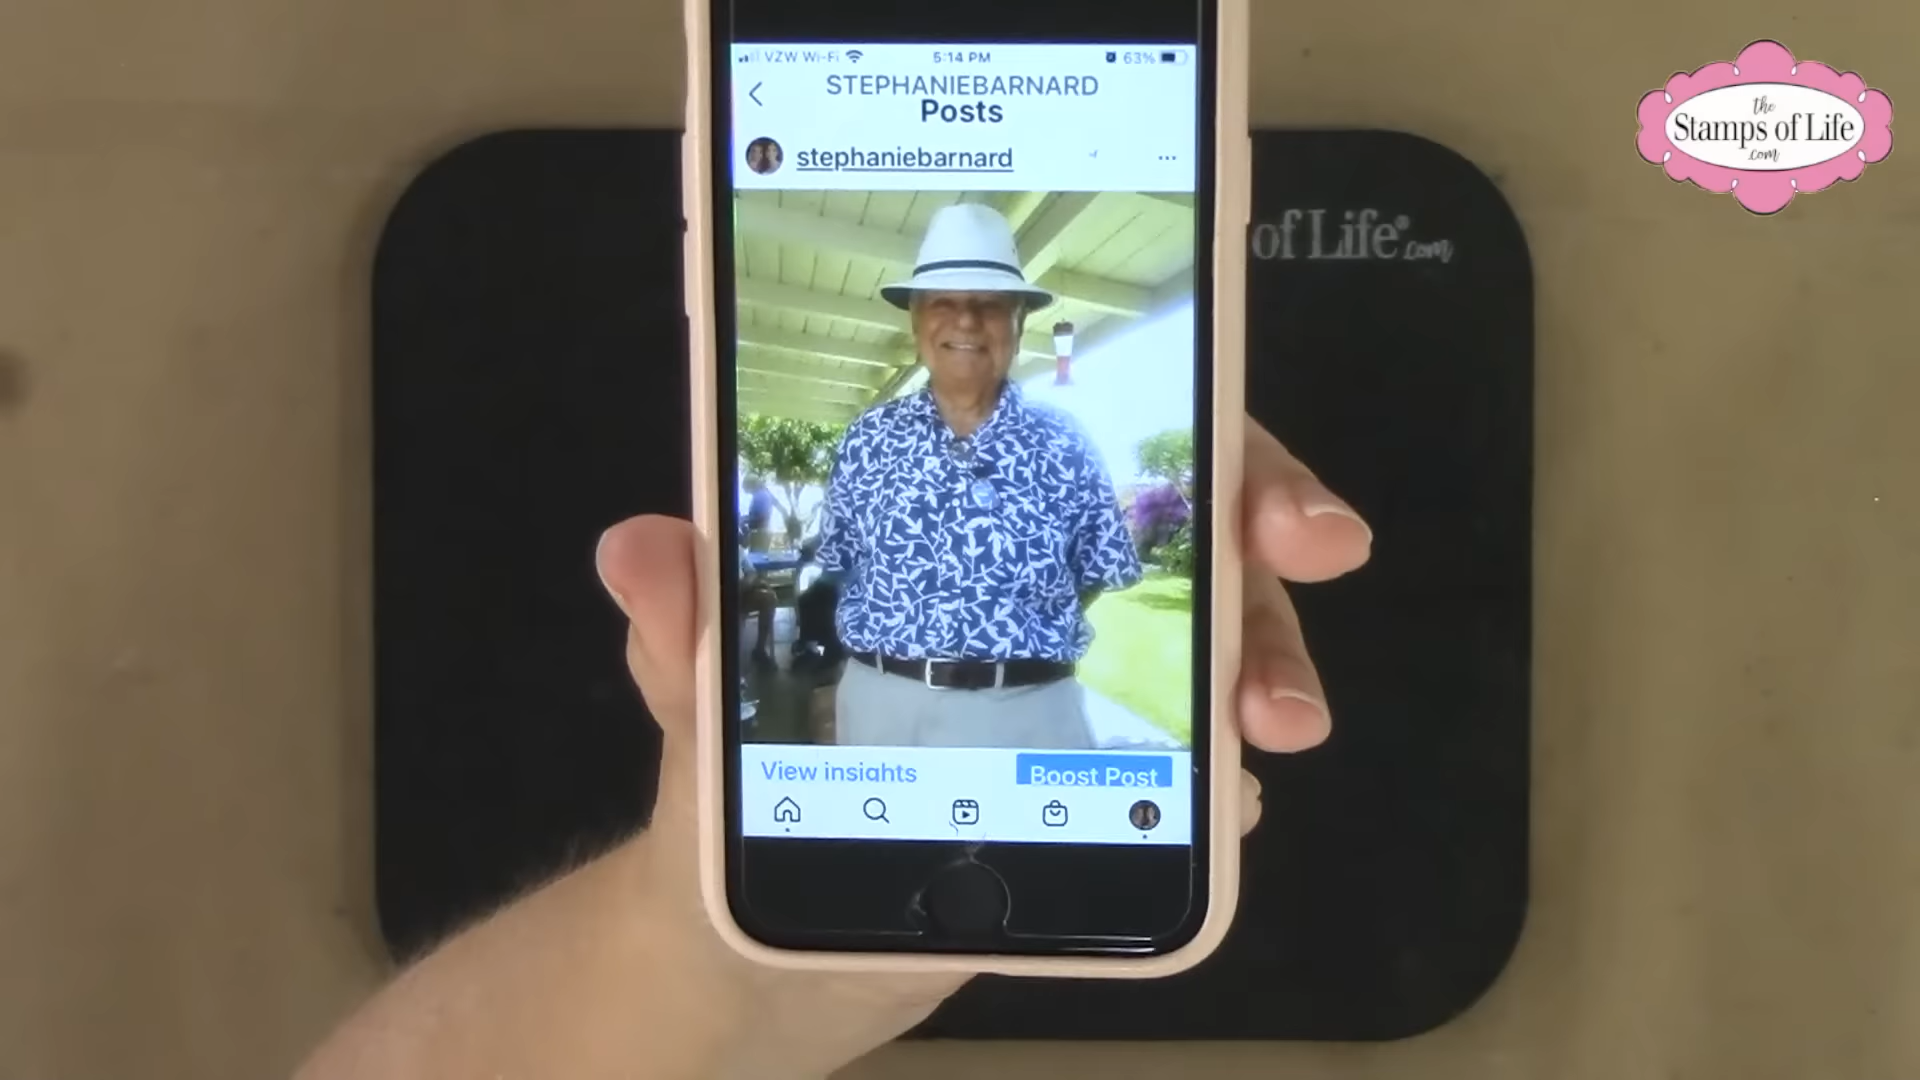 VZW Wi-Fi 5:14 PM 63%
STEPHANIEBARNARD
Posts
stephaniebarnard
View insights
Boost Post
of Life®.com
the
Stamps of Life
.com